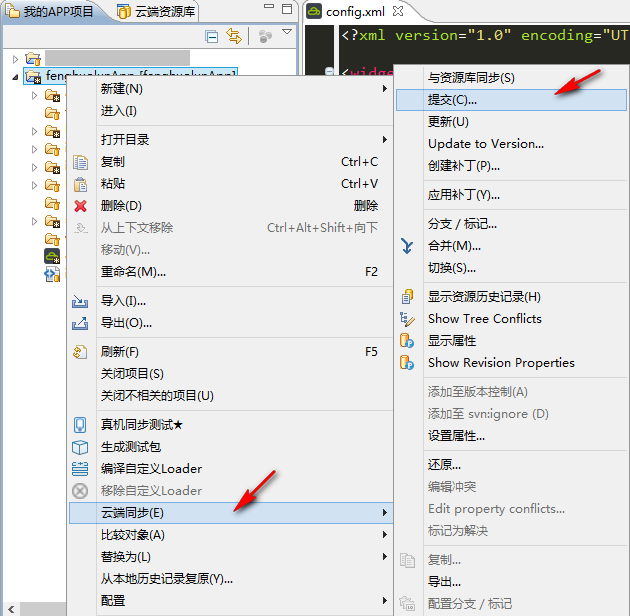 我的APP项目
云端资源库
config.xml
<?xml version="1.0" encoding="UT
<widge
新建(N)
进入(I)
打开目录
复制 Ctrl+C
粘贴 Ctrl+V
删除(D) 删除
从上下文移除 Ctrl+Alt+Shift+向下
移动(V)...
重命名(M)... F2
导入(I)...
导出(O)...
刷新(F) F5
关闭项目(S)
关闭不相关的项目(U)
真机同步测试★
生成测试包
编译自定义Loader
移除自定义Loader
云端同步(E)
比较对象(A)
替换为(L)
从本地历史记录复原(Y)...
配置
与资源库同步(S)
提交(C)...
更新(U)
Update to Version...
创建补丁(P)...
应用补丁(Y)...
分支 / 标记...
合并(M)...
切换(S)...
显示资源历史记录(H)
Show Tree Conflicts
显示属性
Show Revision Properties
添加至版本控制(A)
添加至 svn:ignore (D)
设置属性...
还原...
编辑冲突
Edit property conflicts...
标记为解决
复制...
导出...
配置分支 / 标记